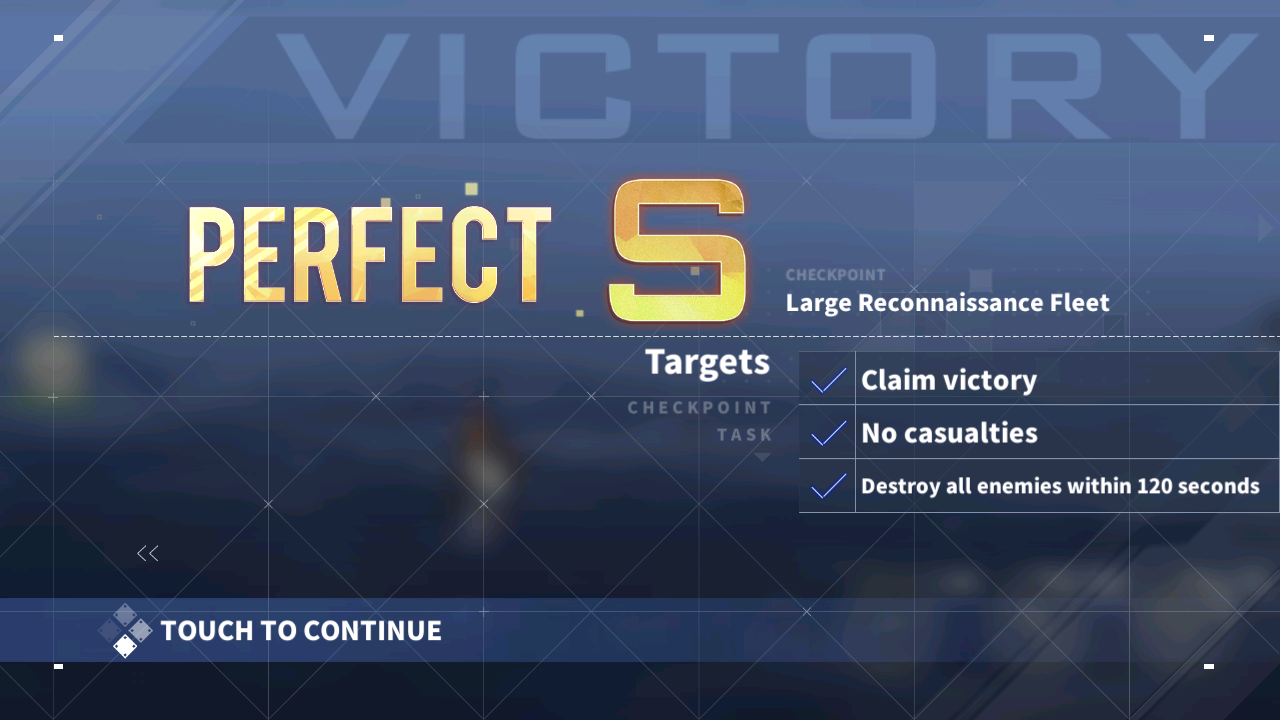 VICTORY
PERFECT S
CHECKPOINT
Large Reconnaissance Fleet
Targets
CHECKPOINT
TASK
Claim victory
No casualties
Destroy all enemies within 120 seconds
TOUCH TO CONTINUE